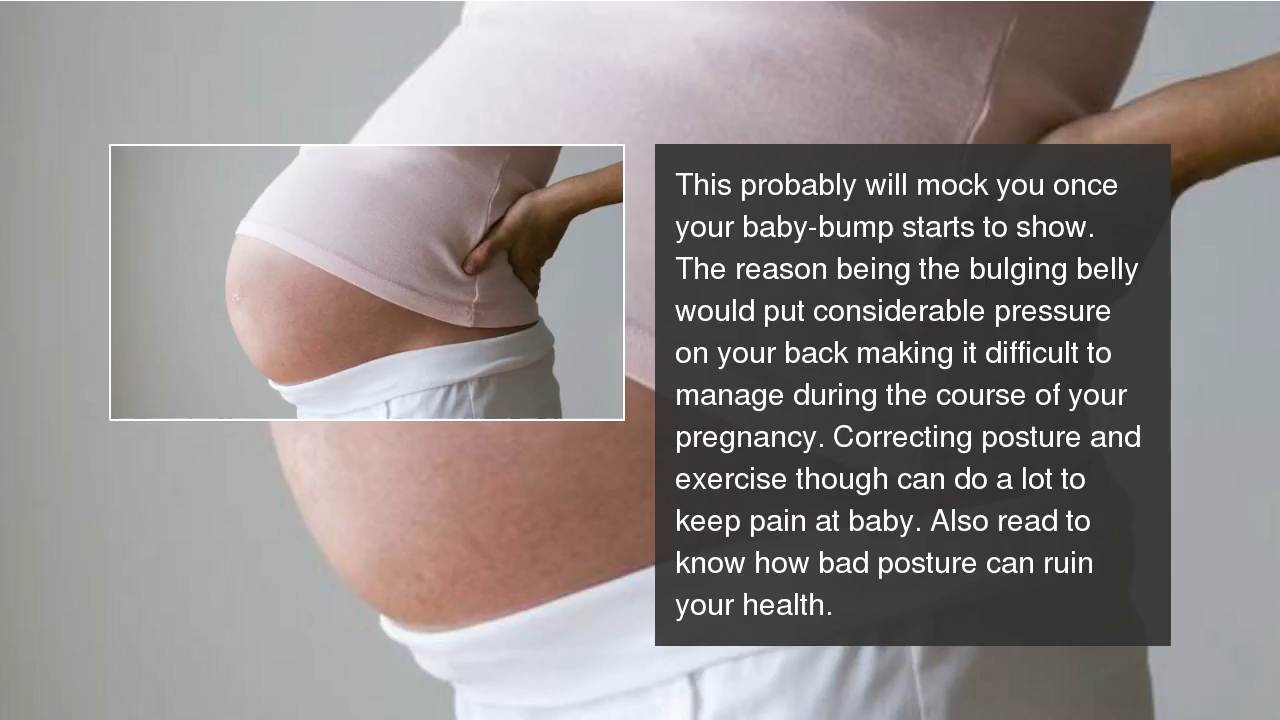 This probably will mock you once
your baby-bump starts to show.
The reason being the bulging belly
would put considerable pressure
on your back making it difficult to
manage during the course of your
pregnancy. Correcting posture and
exercise though can do a lot to
keep pain at baby. Also read to
know how bad posture can ruin
your health.